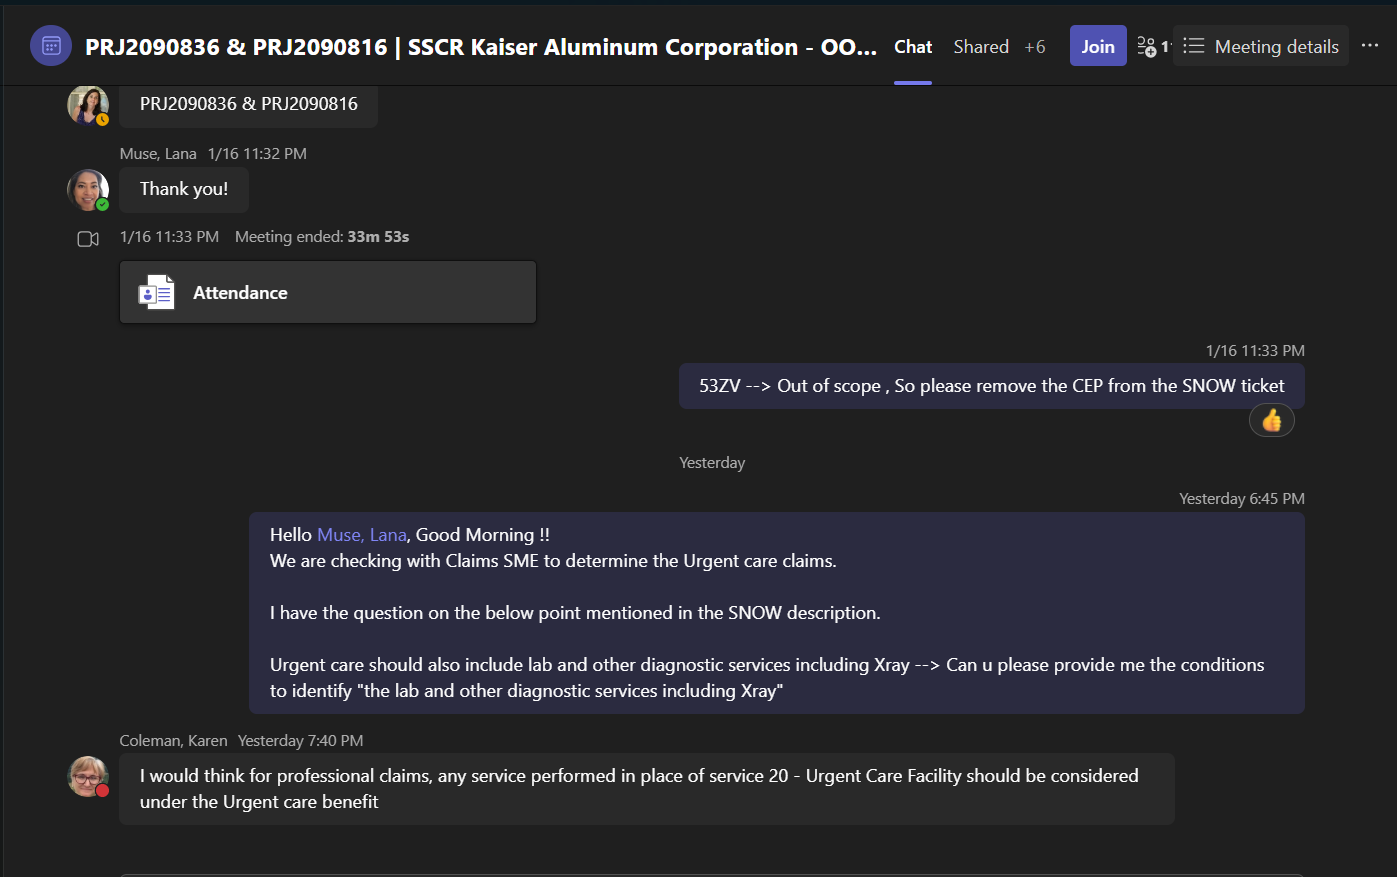 PRJ2090836 & PRJ2090816 | SSCR Kaiser Aluminum Corporation - OO...
Chat
Shared
+6
Join
1
Meeting details
PRJ2090836 & PRJ2090816
Muse, Lana 1/16 11:32 PM
Thank you!
1/16 11:33 PM Meeting ended: 33m 53s
Attendance
1/16 11:33 PM
53ZV --> Out of scope , So please remove the CEP from the SNOW ticket
Yesterday
Yesterday 6:45 PM
Hello Muse, Lana, Good Morning !!
We are checking with Claims SME to determine the Urgent care claims.
I have the question on the below point mentioned in the SNOW description.
Urgent care should also include lab and other diagnostic services including Xray --> Can u please provide me the conditions
to identify "the lab and other diagnostic services including Xray"
Coleman, Karen Yesterday 7:40 PM
I would think for professional claims, any service performed in place of service 20 - Urgent Care Facility should be considered
under the Urgent care benefit